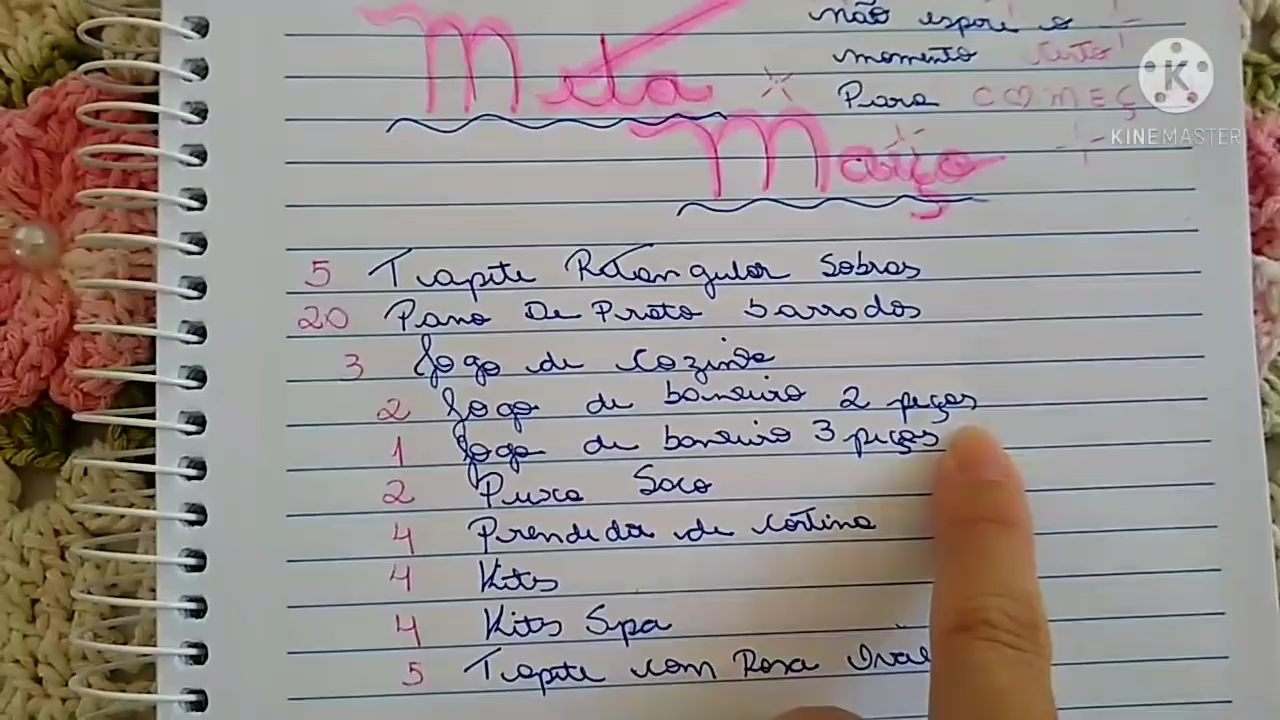 não espere o
momento certo!
Para COMEÇ
Meta
Março
5 Tapete Retangular Sobras
20 Pano De Prato barrados
3 Jogo de Cozinha
2 Jogo de banheiro 2 peças
1 Jogo de banheiro 3 peças
2 Puxa Saco
4 Prendedor de Cortina
4 Kits
4 Kits Spa
5 Tapete com Rosa
KINEMASTER